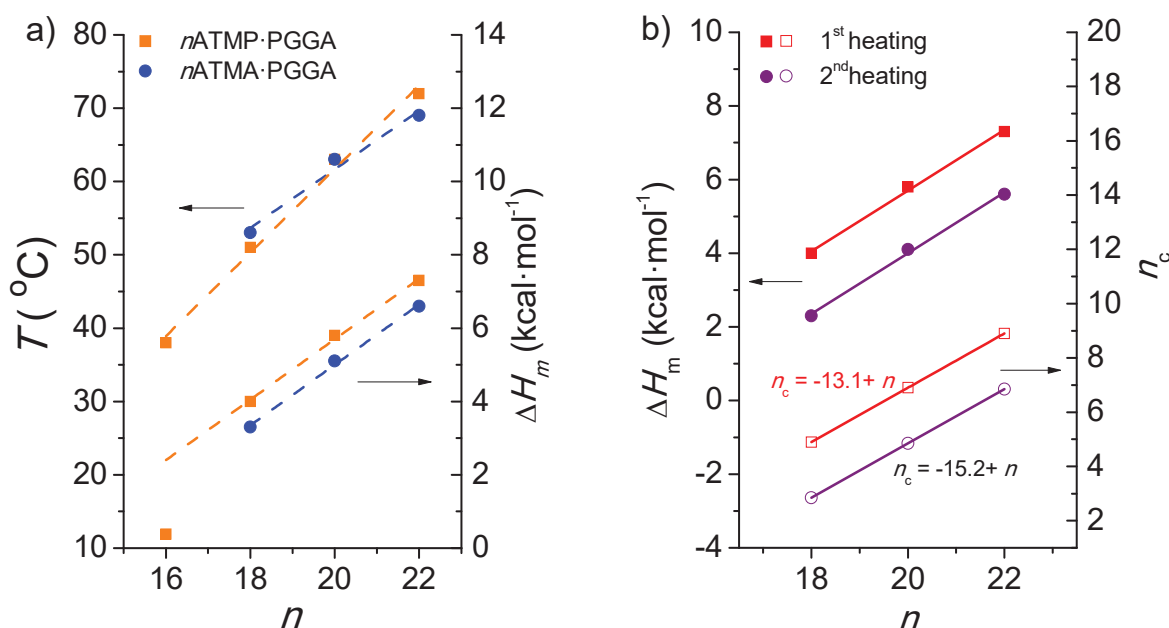 a)
nATMP·PGGA
nATMA·PGGA
80
70
60
50
40
30
20
10
T ( °C)
14
12
10
8
6
4
2
0
ΔHm (kcal·mol-1)
16 18 20 22
n
b)
1st heating
2nd heating
10
8
6
4
2
0
-2
-4
ΔHm (kcal·mol-1)
20
18
16
14
12
10
8
6
4
2
nc
nc = -13.1+ n
nc = -15.2+ n
18 20 22
n